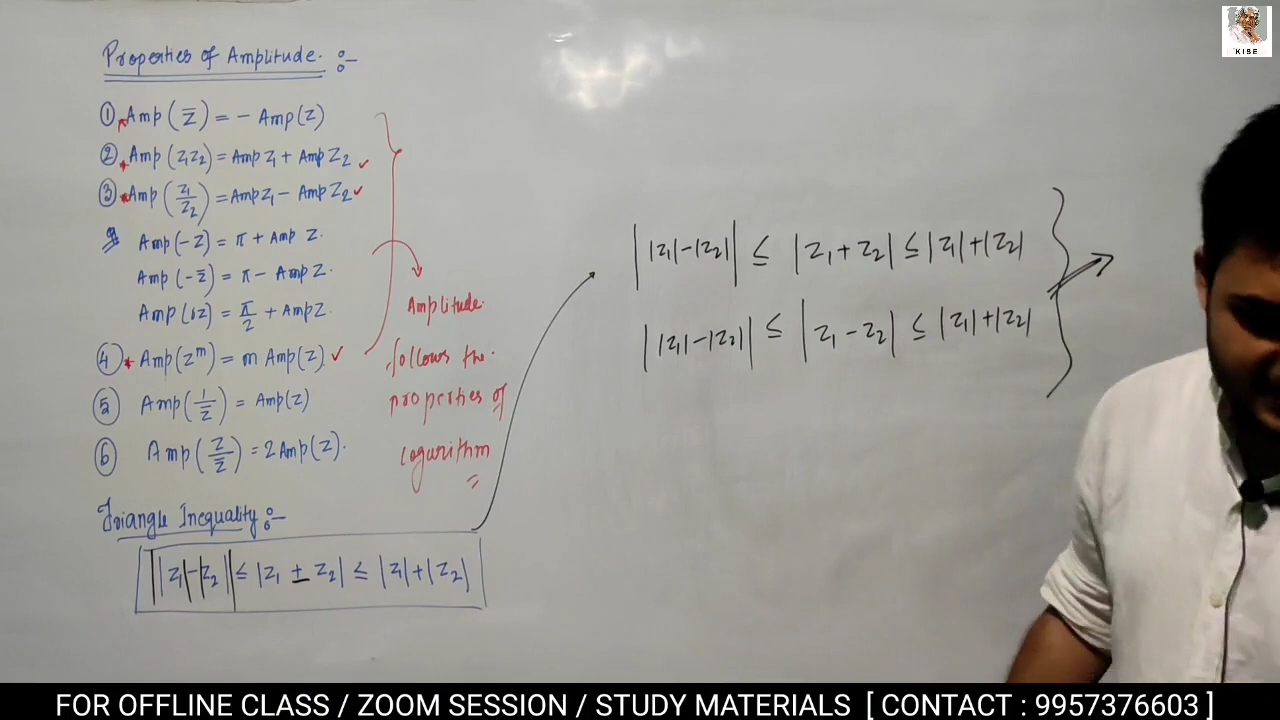 KISE
Properties of Amplitude :-
① Amp(z̅) = - Amp(z)
② Amp(z₁z₂) = Amp z₁ + Amp z₂ ✓
③ Amp(z₁/z₂) = Amp z₁ - Amp z₂ ✓
Amp(-z) = π + Amp z.
Amp(-z̅) = π - Amp z.
Amp(iz) = π/2 + Amp z.
④ Amp(zᵐ) = m Amp(z). ✓
⑤ Amp(1/z̅) = Amp(z)
⑥ Amp(z/z̅) = 2Amp(z).
Amplitude
follows the
properties of
logarithm
Triangle Inequality :-
||z₁|-|z₂|| ≤ |z₁ ± z₂| ≤ |z₁|+|z₂|
||z₁|-|z₂|| ≤ |z₁+z₂| ≤ |z₁|+|z₂|
||z₁|-|z₂|| ≤ |z₁-z₂| ≤ |z₁|+|z₂|
FOR OFFLINE CLASS / ZOOM SESSION / STUDY MATERIALS [ CONTACT : 9957376603 ]